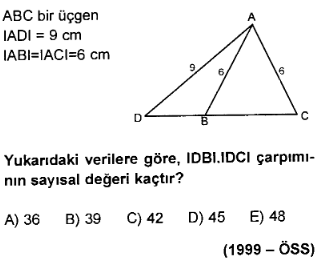 ABC bir üçgen
IADI = 9 cm
IABI=IACI=6 cm
A
9
6
6
D
B
C
Yukarıdaki verilere göre, IDBI.IDCI çarpımı-
nın sayısal değeri kaçtır?
A) 36 B) 39 C) 42 D) 45 E) 48
(1999 – ÖSS)